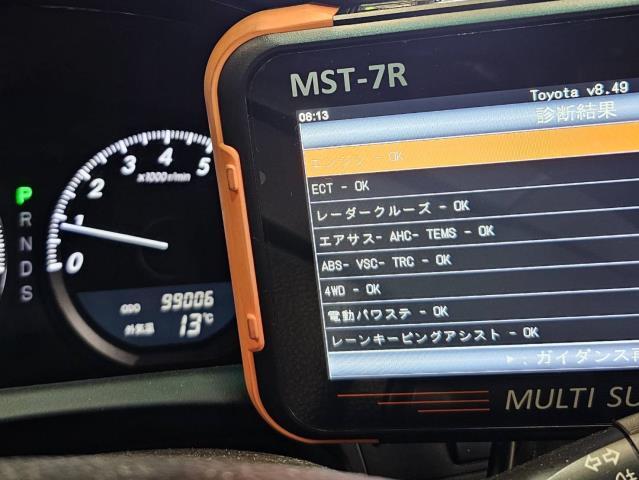 MST-7R
Toyota v8.49
06:13
診断結果
エンジン - OK
ECT - OK
レーダークルーズ - OK
エアサス- AHC- TEMS - OK
ABS- VSC- TRC - OK
4WD - OK
電動パワステ - OK
レーンキーピングアシスト - OK
ガイダンス再
MULTI SU
P
R
N
D
S
0
1
2
3
4
5
x1000r/min
ODO 99006
外気温 13℃